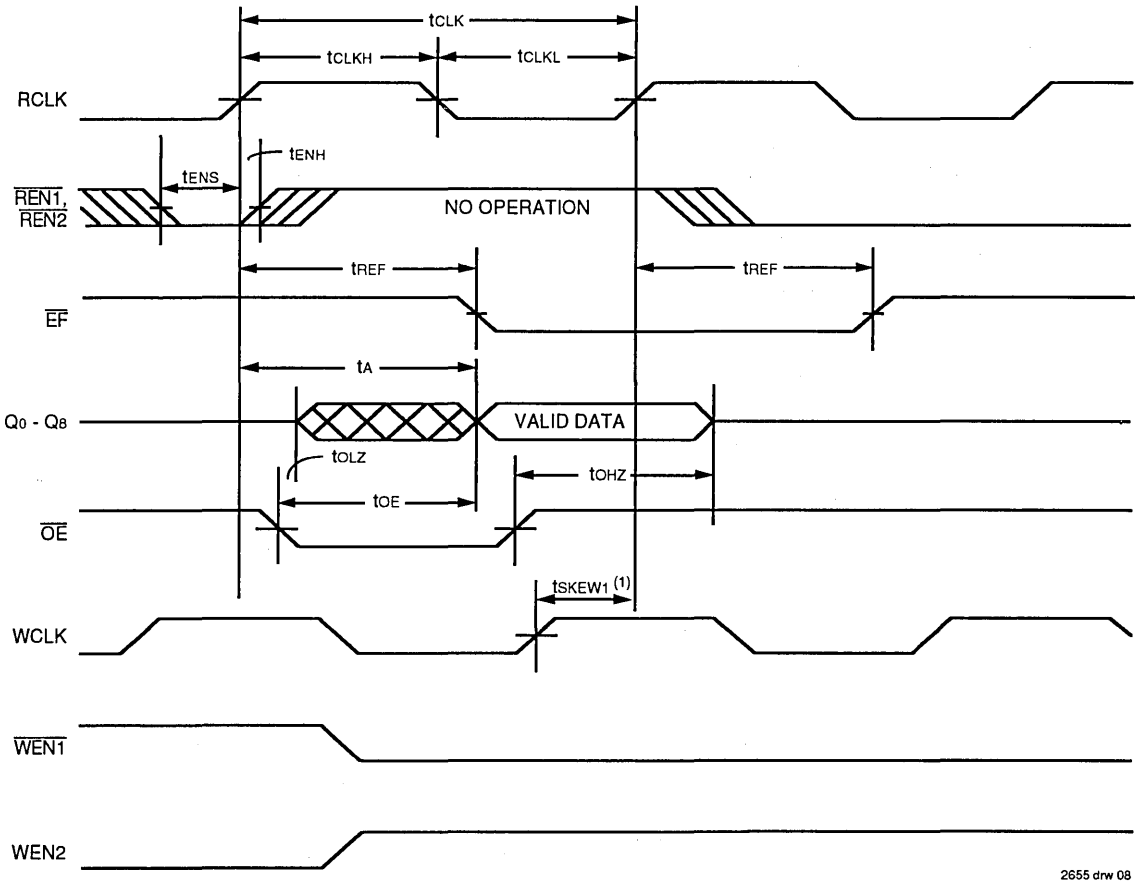 tCLK
tCLKH
tCLKL
RCLK
tENH
tENS
REN1,
REN2
NO OPERATION
tREF
tREF
EF
tA
Q0 - Q8
VALID DATA
tOLZ
tOHZ
tOE
OE
tSKEW1 (1)
WCLK
WEN1
WEN2
2655 drw 08